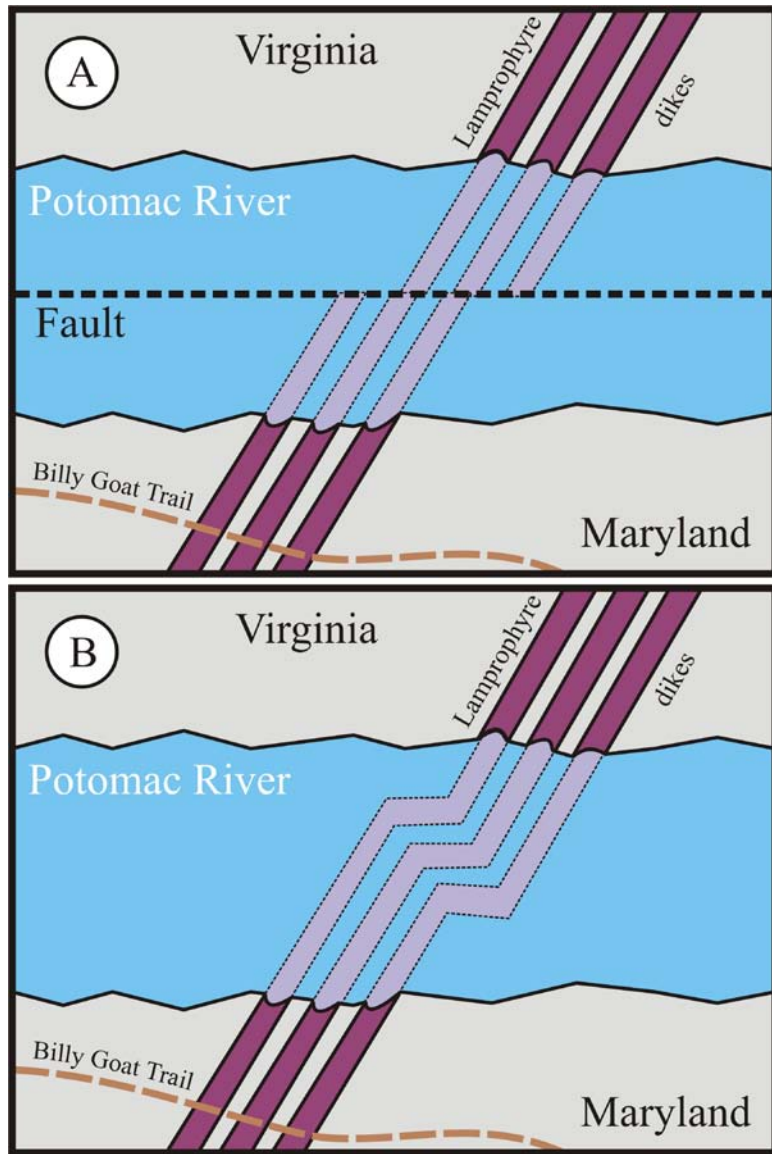 A
Virginia
Lamprophyre
dikes
Potomac River
Fault
Billy Goat Trail
Maryland
B
Virginia
Lamprophyre
dikes
Potomac River
Billy Goat Trail
Maryland